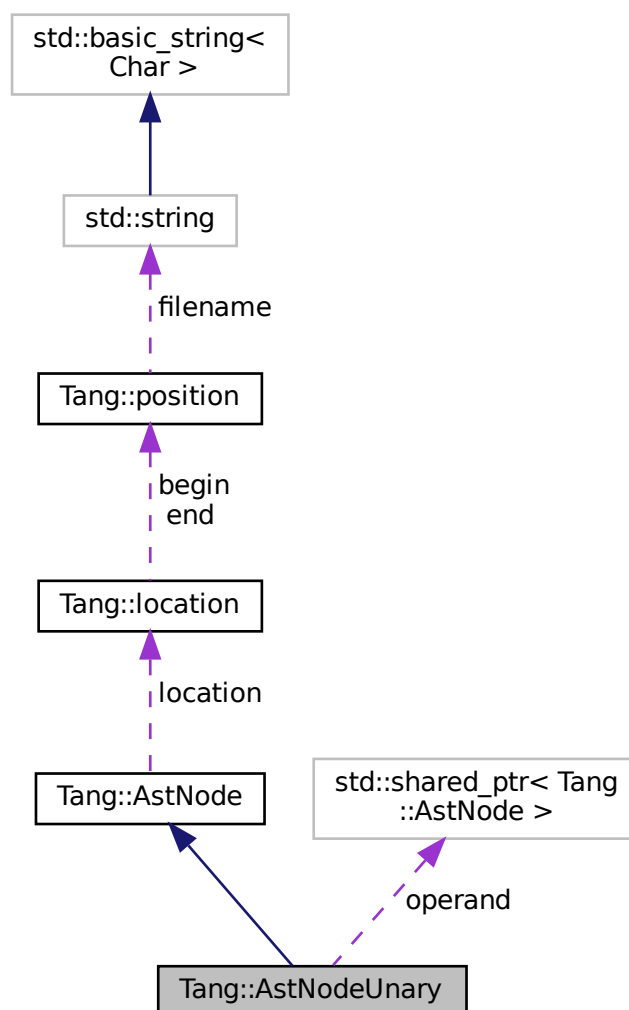 std::basic_string<
Char >
std::string
filename
Tang::position
begin
end
Tang::location
location
Tang::AstNode
std::shared_ptr< Tang
::AstNode >
operand
Tang::AstNodeUnary